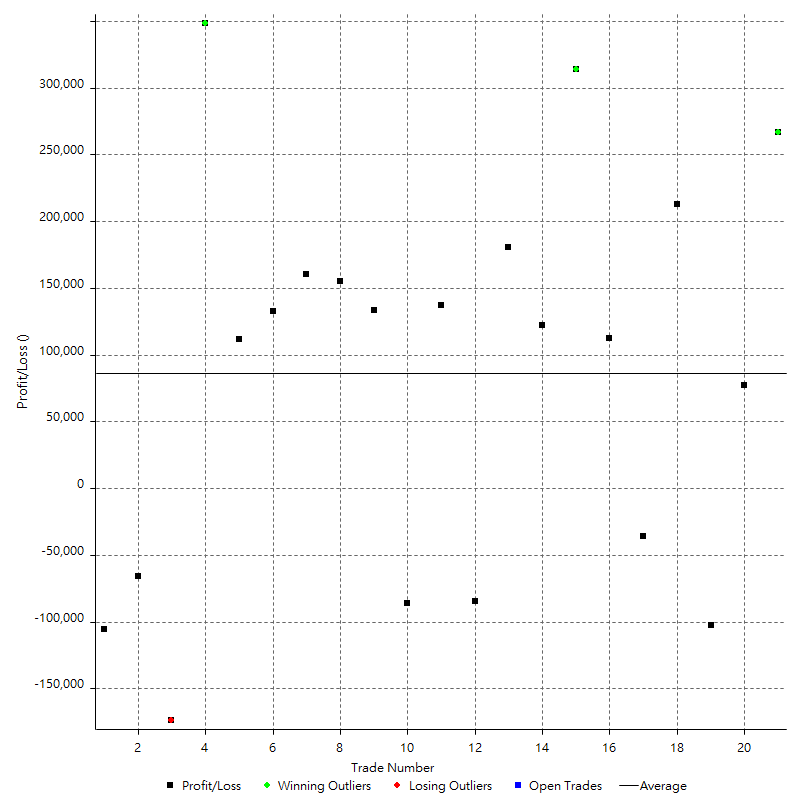 300,000
250,000
200,000
150,000
100,000
50,000
0
-50,000
-100,000
-150,000
Profit/Loss ()
2 4 6 8 10 12 14 16 18 20
Trade Number
Profit/Loss Winning Outliers Losing Outliers Open Trades Average